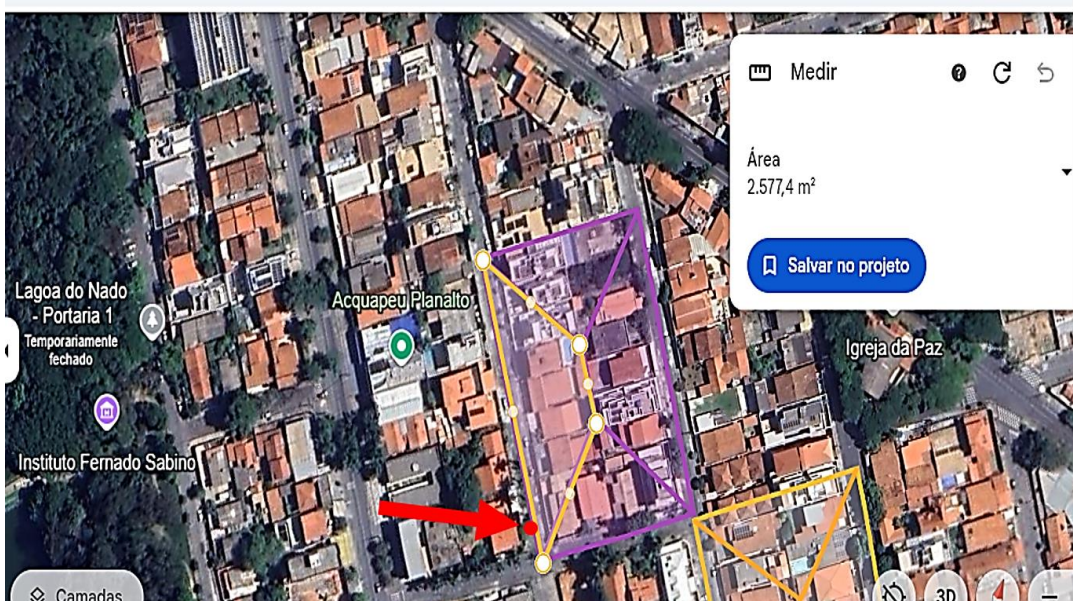 Medir
Área
2.577,4 m²
Salvar no projeto
Lagoa do Nado
- Portaria 1
Temporariamente
fechado
Acquapeu Planalto
Igreja da Paz
Instituto Fernado Sabino
Camadas
3D